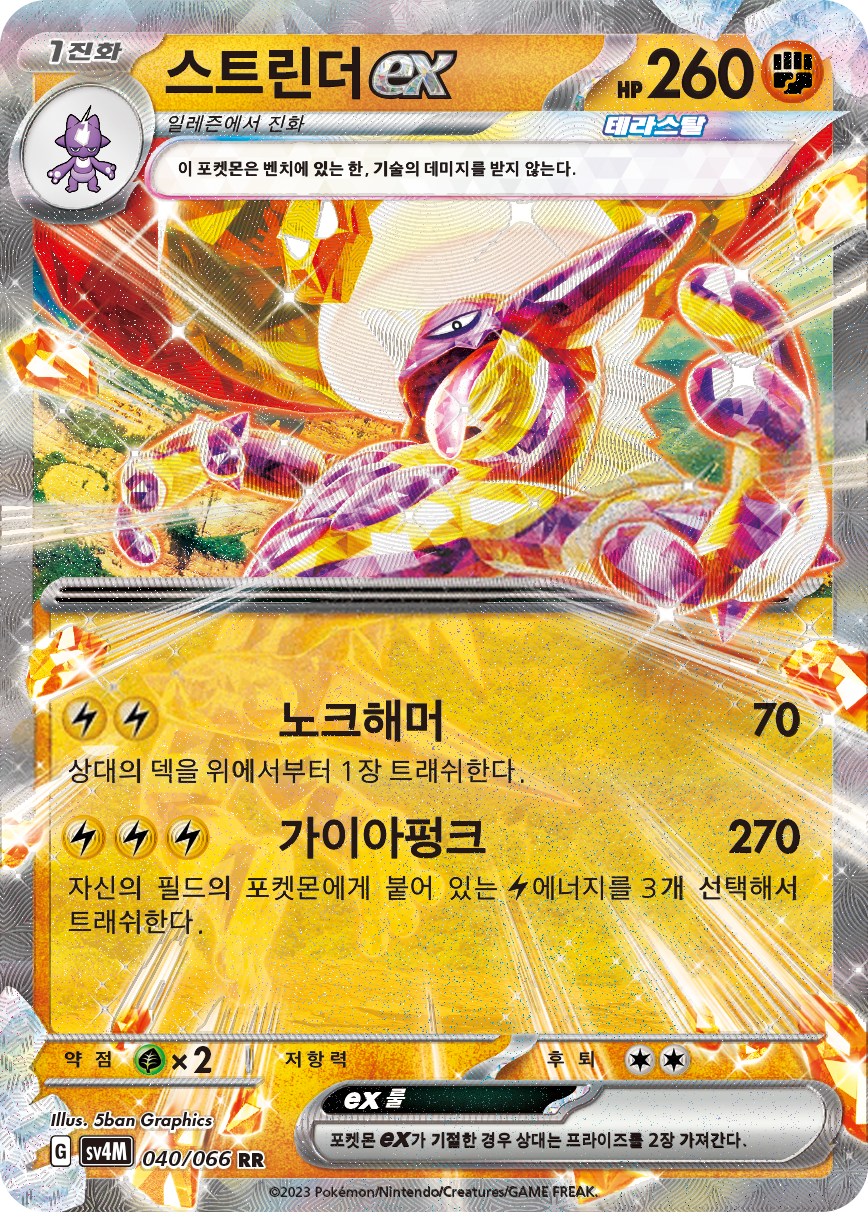 1진화
스트린더 ex
HP 260
일레즌에서 진화
테라스탈
이 포켓몬은 벤치에 있는 한, 기술의 데미지를 받지 않는다.
노크해머 70
상대의 덱을 위에서부터 1장 트래쉬한다.
가이아펑크 270
자신의 필드의 포켓몬에게 붙어 있는 에너지를 3개 선택해서
트래쉬한다.
약점 ×2 저항력 후퇴
ex 룰
포켓몬 ex가 기절한 경우 상대는 프라이즈를 2장 가져간다.
Illus. 5ban Graphics
G sv4M 040/066 RR
©2023 Pokémon/Nintendo/Creatures/GAME FREAK.